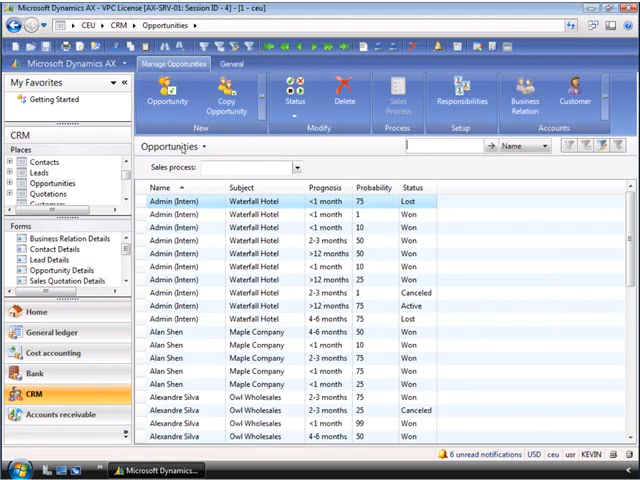 Microsoft Dynamics AX - VPC License [AX-SRV-01: Session ID - 4] - [1 - ceu]
CEU CRM Opportunities
Microsoft Dynamics AX
Manage Opportunities General
My Favorites
Getting Started
Opportunity
Copy
Opportunity
Status
Delete
Sales
Process
Responsibilities
Business
Relation
Customer
New Modify Process Setup Accounts
CRM
Places
Contacts
Leads
Opportunities
Quotations
Forms
Business Relation Details
Contact Details
Lead Details
Opportunity Details
Sales Quotation Details
Home
General ledger
Cost accounting
Bank
CRM
Accounts receivable
Opportunities
Name
Sales process:
Name Subject Prognosis Probability Status
Admin (Intern) Waterfall Hotel <1 month 75 Lost
Admin (Intern) Waterfall Hotel <1 month 1 Won
Admin (Intern) Waterfall Hotel <1 month 10 Won
Admin (Intern) Waterfall Hotel 2-3 months 50 Won
Admin (Intern) Waterfall Hotel >12 months 50 Won
Admin (Intern) Waterfall Hotel <1 month 10 Won
Admin (Intern) Waterfall Hotel >12 months 25 Won
Admin (Intern) Waterfall Hotel 2-3 months 1 Canceled
Admin (Intern) Waterfall Hotel >12 months 75 Active
Admin (Intern) Waterfall Hotel 4-6 months 75 Lost
Alan Shen Maple Company 4-6 months 50 Won
Alan Shen Maple Company <1 month 10 Won
Alan Shen Maple Company 2-3 months 75 Won
Alan Shen Maple Company <1 month 75 Won
Alan Shen Maple Company <1 month 25 Won
Alexandre Silva Owl Wholesales 2-3 months 75 Won
Alexandre Silva Owl Wholesales 2-3 months 25 Canceled
Alexandre Silva Owl Wholesales <1 month 99 Won
Alexandre Silva Owl Wholesales 4-6 months 50 Won
6 unread notifications USD ceu usr KEVIN
Microsoft Dynamics...